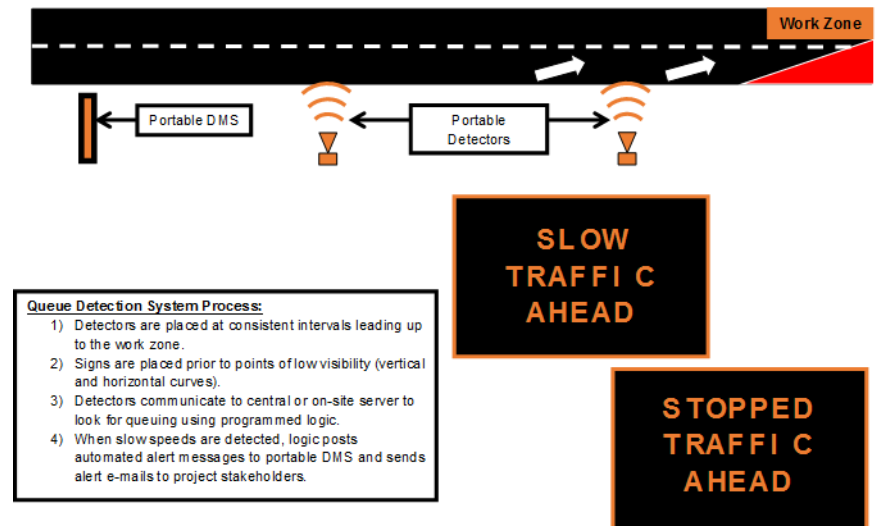 Work Zone
Portable DMS
Portable
Detectors
SLOW
TRAFFIC
AHEAD
Queue Detection System Process:
1) Detectors are placed at consistent intervals leading up
to the work zone.
2) Signs are placed prior to points of low visibility (vertical
and horizontal curves).
3) Detectors communicate to central or on-site server to
look for queuing using programmed logic.
4) When slow speeds are detected, logic posts
automated alert messages to portable DMS and sends
alert e-mails to project stakeholders.
STOPPED
TRAFFIC
AHEAD